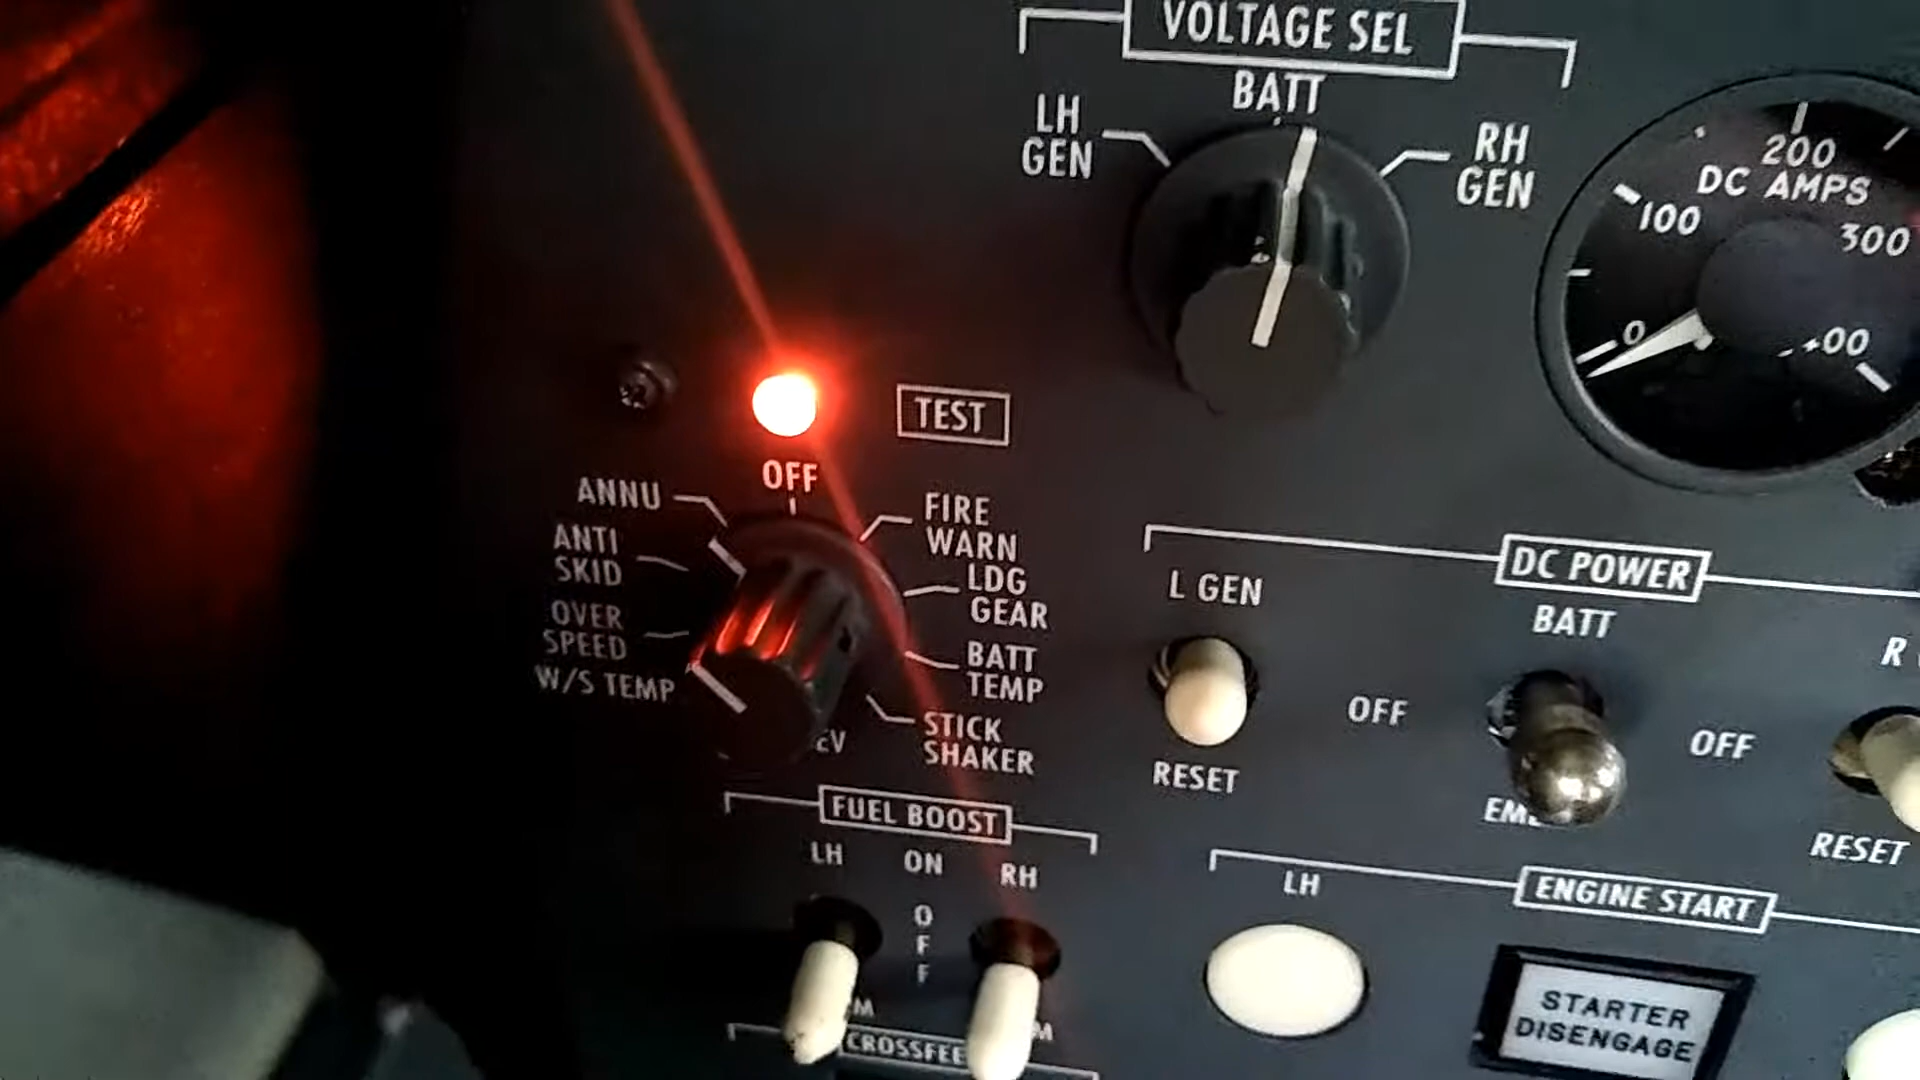 VOLTAGE SEL
BATT
LH
GEN
RH
GEN
200
DC AMPS
100
300
0
TEST
OFF
ANNU
FIRE
WARN
ANTI
SKID
LDG
GEAR
OVER
SPEED
BATT
TEMP
W/S TEMP
STICK
SHAKER
DC POWER
L GEN
BATT
R
OFF
OFF
RESET
RESET
FUEL BOOST
LH
ON
RH
OFF
ENGINE START
LH
STARTER
DISENGAGE